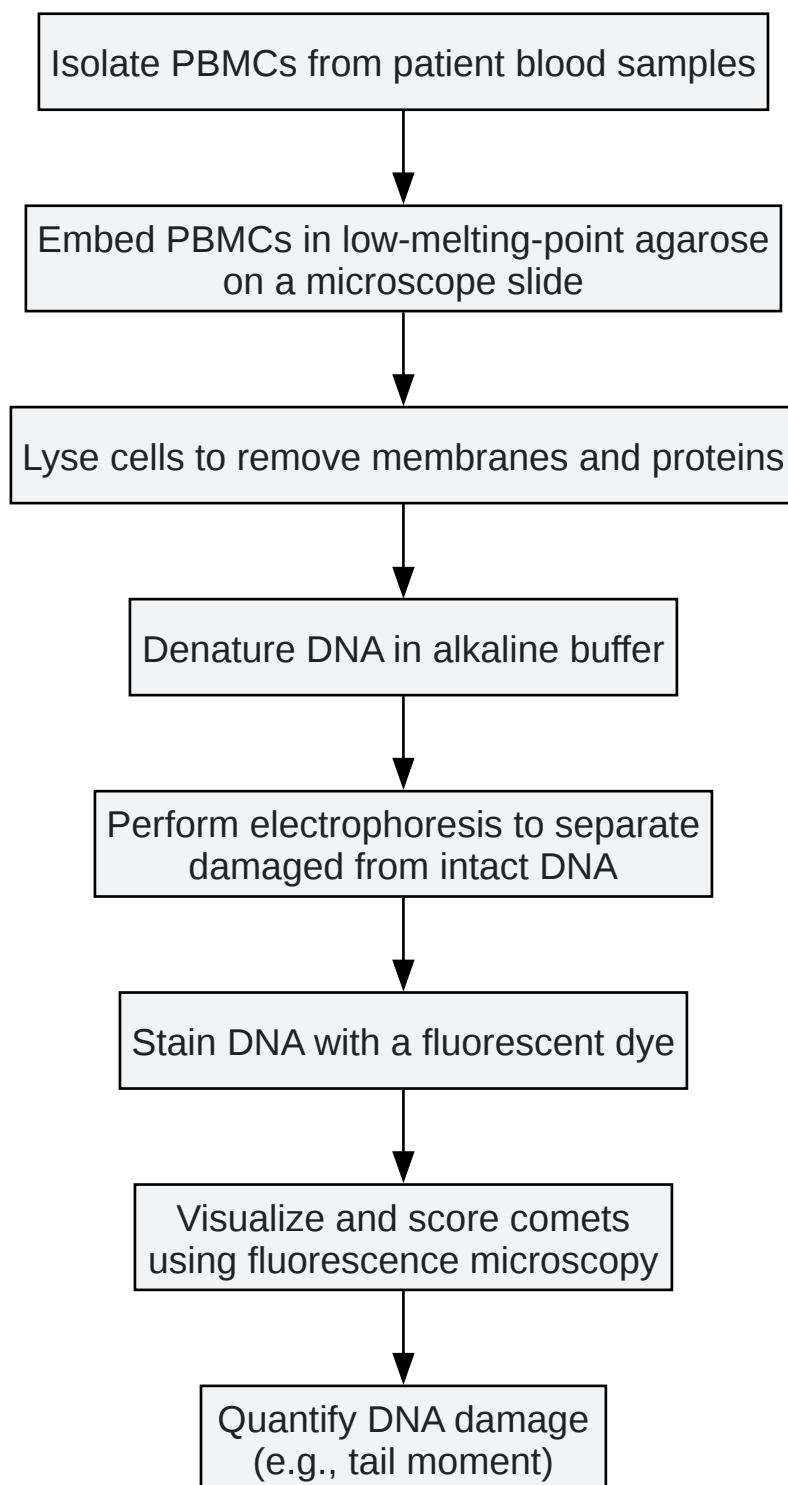 Isolate PBMCs from patient blood samples
Embed PBMCs in low-melting-point agarose
on a microscope slide
Lyse cells to remove membranes and proteins
Denature DNA in alkaline buffer
Perform electrophoresis to separate
damaged from intact DNA
Stain DNA with a fluorescent dye
Visualize and score comets
using fluorescence microscopy
Quantify DNA damage
(e.g., tail moment)